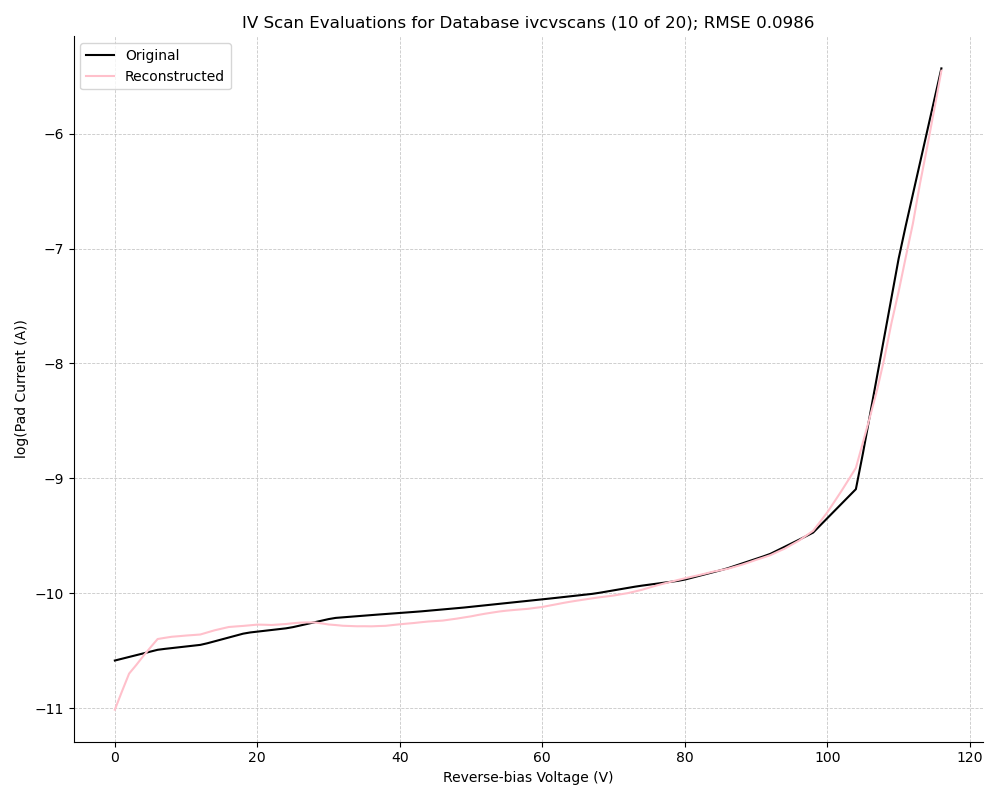 IV Scan Evaluations for Database ivcvscans (10 of 20); RMSE 0.0986
Original
Reconstructed
−6
−7
−8
−9
−10
−11
log(Pad Current (A))
0 20 40 60 80 100 120
Reverse-bias Voltage (V)